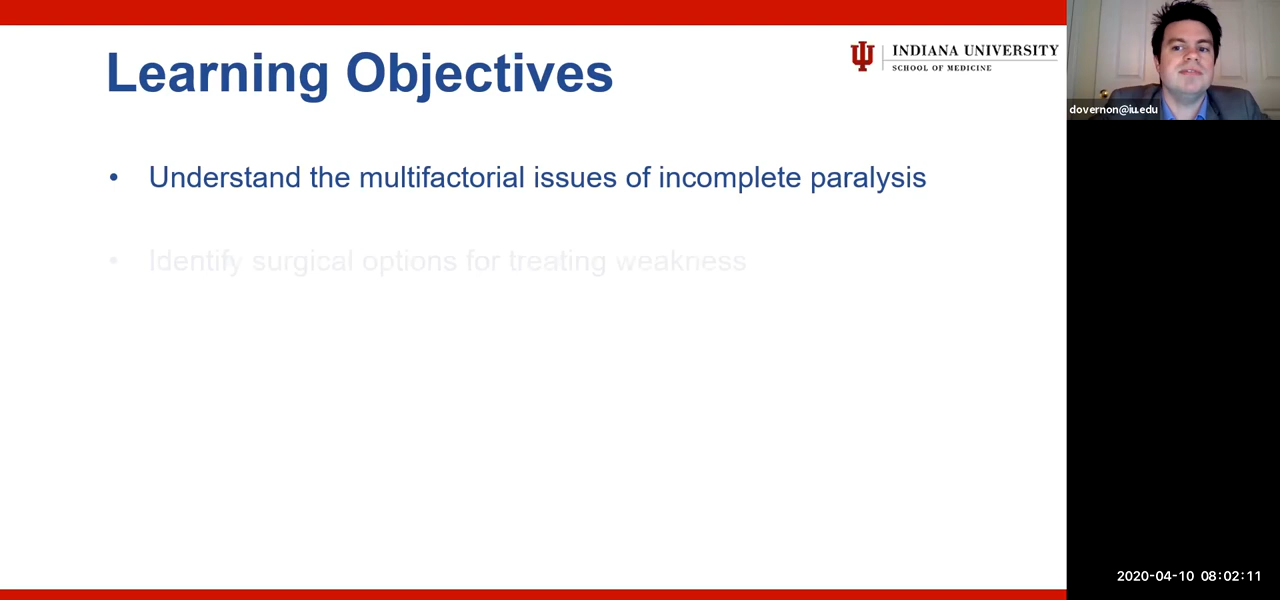 Learning Objectives
INDIANA UNIVERSITY
SCHOOL OF MEDICINE
dovernon@iu.edu
• Understand the multifactorial issues of incomplete paralysis
• Identify surgical options for treating weakness
2020-04-10 08:02:11